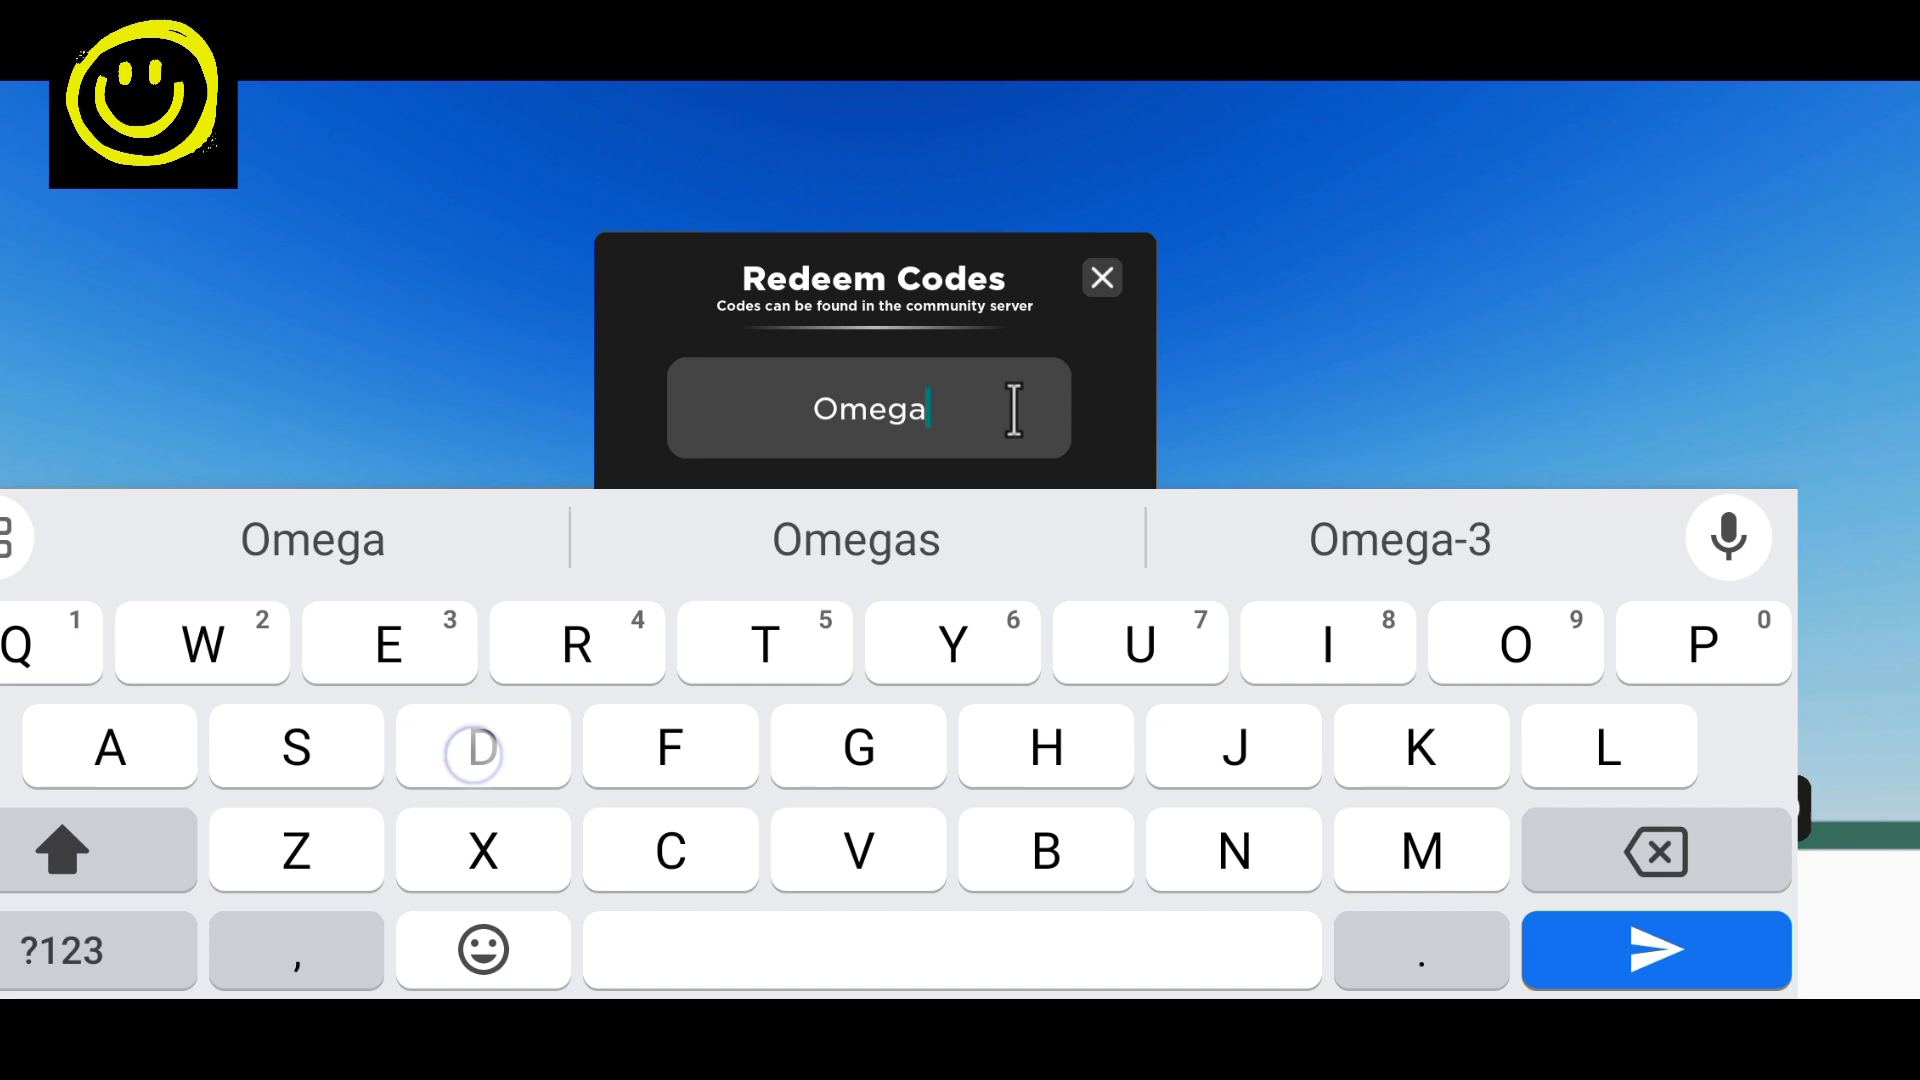 Redeem Codes
Codes can be found in the community server
Omega
Omega Omegas Omega-3
Q 1 W 2 E 3 R 4 T 5 Y 6 U 7 I 8 O 9 P 0
A S D F G H J K L
Z X C V B N M
?123 , .